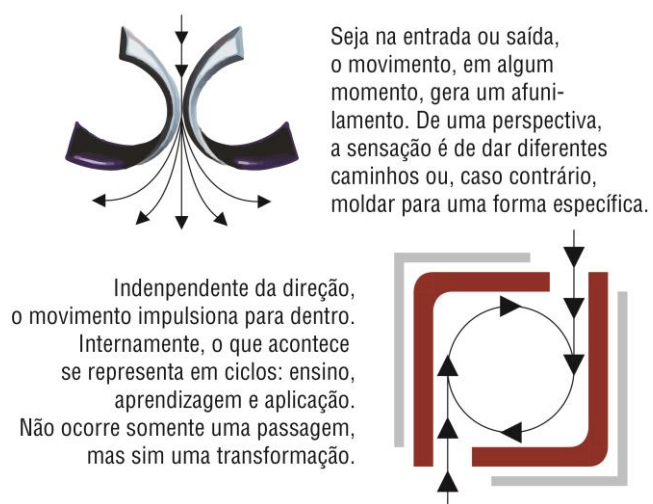 Seja na entrada ou saída,
o movimento, em algum
momento, gera um afuni-
lamento. De uma perspectiva,
a sensação é de dar diferentes
caminhos ou, caso contrário,
moldar para uma forma específica.
Indenpendente da direção,
o movimento impulsiona para dentro.
Internamente, o que acontece
se representa em ciclos: ensino,
aprendizagem e aplicação.
Não ocorre somente uma passagem,
mas sim uma transformação.